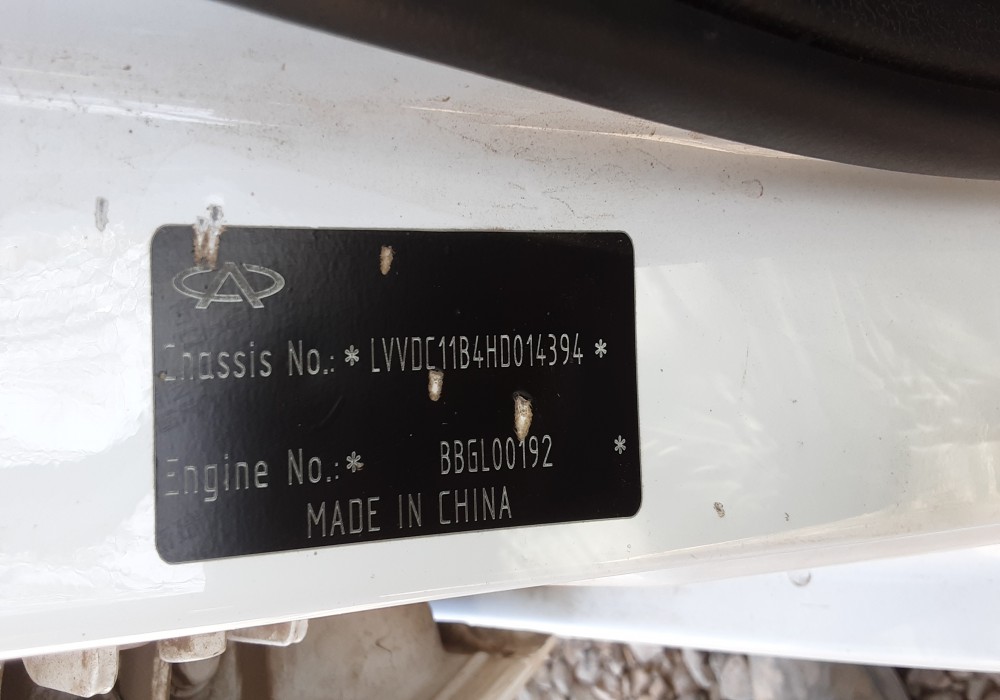 Chassis No.:* LVVDC11B4HD014394 *
Engine No.:* BBGL00192 *
MADE IN CHINA